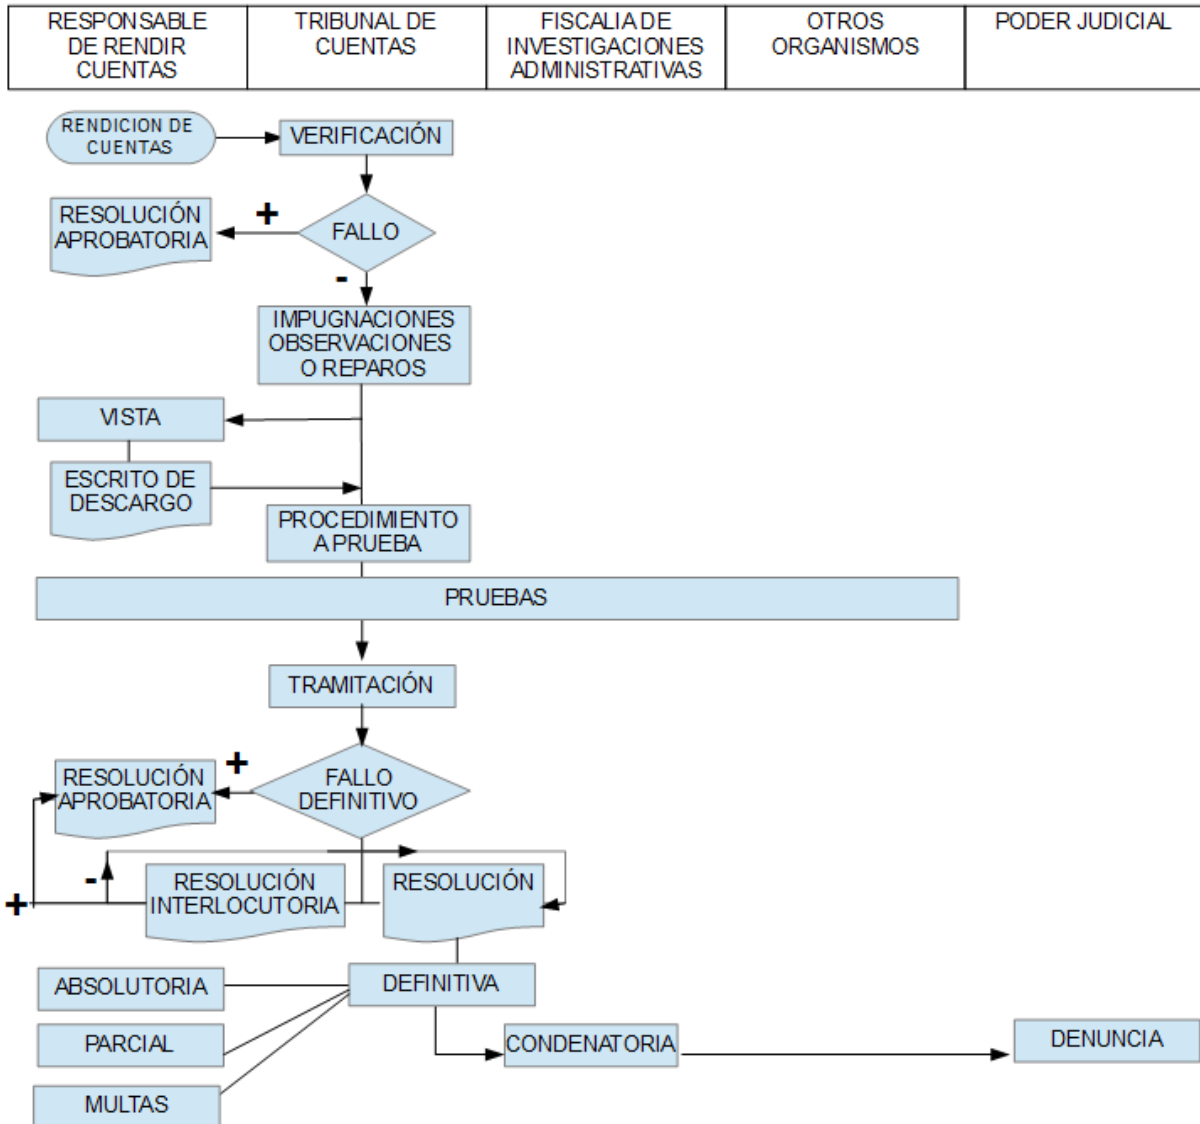 RESPONSABLE
DE RENDIR
CUENTAS
TRIBUNAL DE
CUENTAS
FISCALIA DE
INVESTIGACIONES
ADMINISTRATIVAS
OTROS
ORGANISMOS
PODER JUDICIAL
RENDICION DE
CUENTAS
VERIFICACIÓN
RESOLUCIÓN
APROBATORIA
+
FALLO
-
IMPUGNACIONES
OBSERVACIONES
O REPAROS
VISTA
ESCRITO DE
DESCARGO
PROCEDIMIENTO
A PRUEBA
PRUEBAS
TRAMITACIÓN
RESOLUCIÓN
APROBATORIA
+
FALLO
DEFINITIVO
+
-
RESOLUCIÓN
INTERLOCUTORIA
RESOLUCIÓN
ABSOLUTORIA
DEFINITIVA
PARCIAL
CONDENATORIA
DENUNCIA
MULTAS